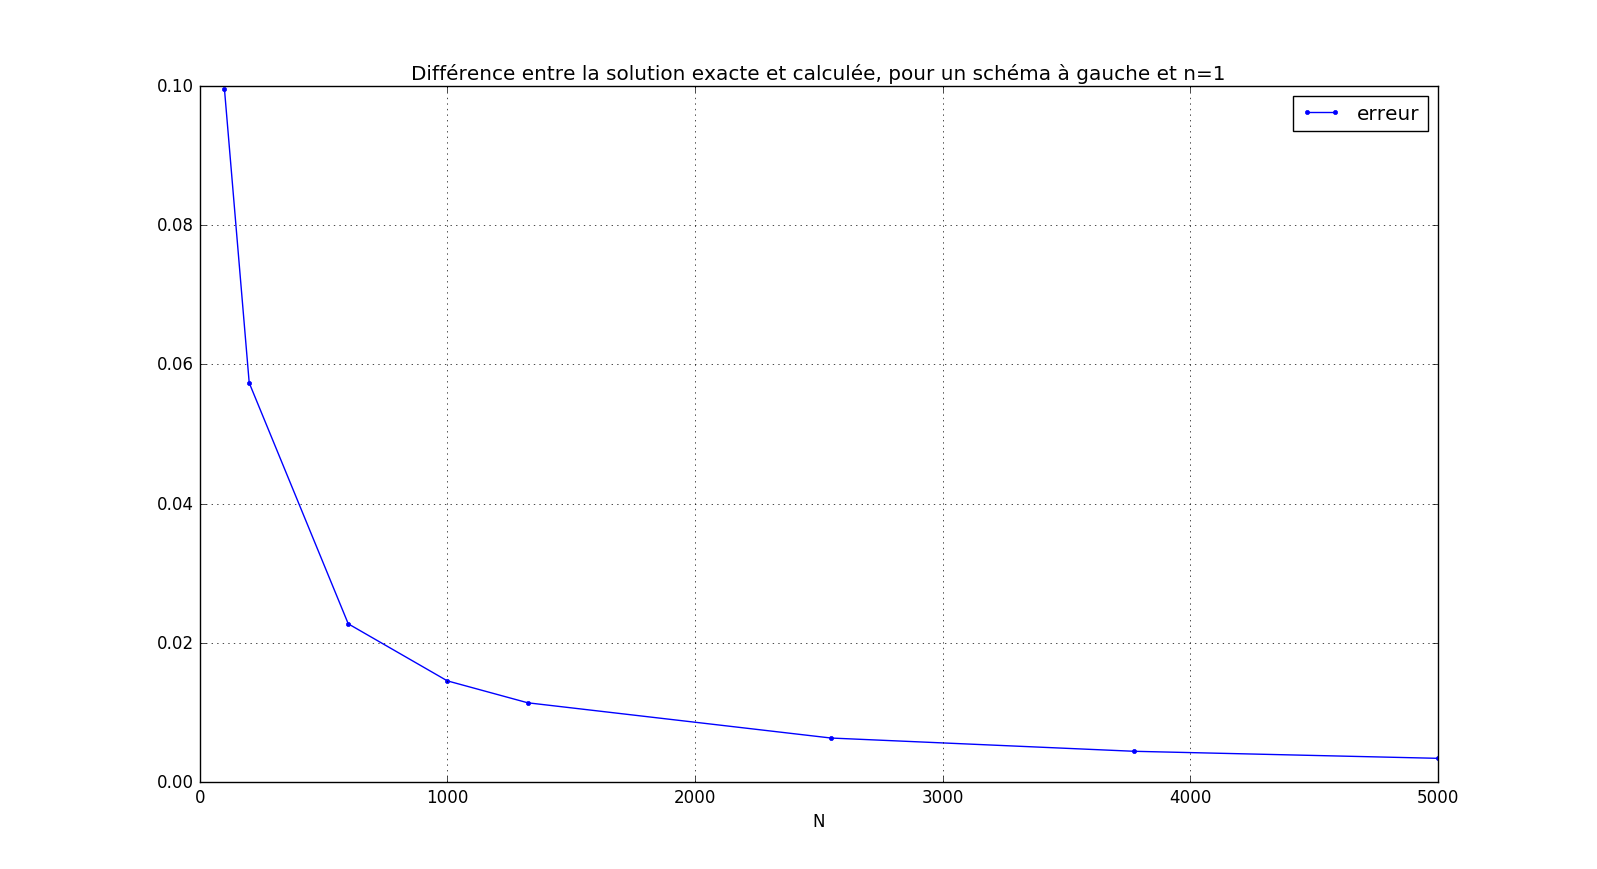 Différence entre la solution exacte et calculée, pour un schéma à gauche et n=1
erreur
0.10
0.08
0.06
0.04
0.02
0.00
0 1000 2000 3000 4000 5000
N